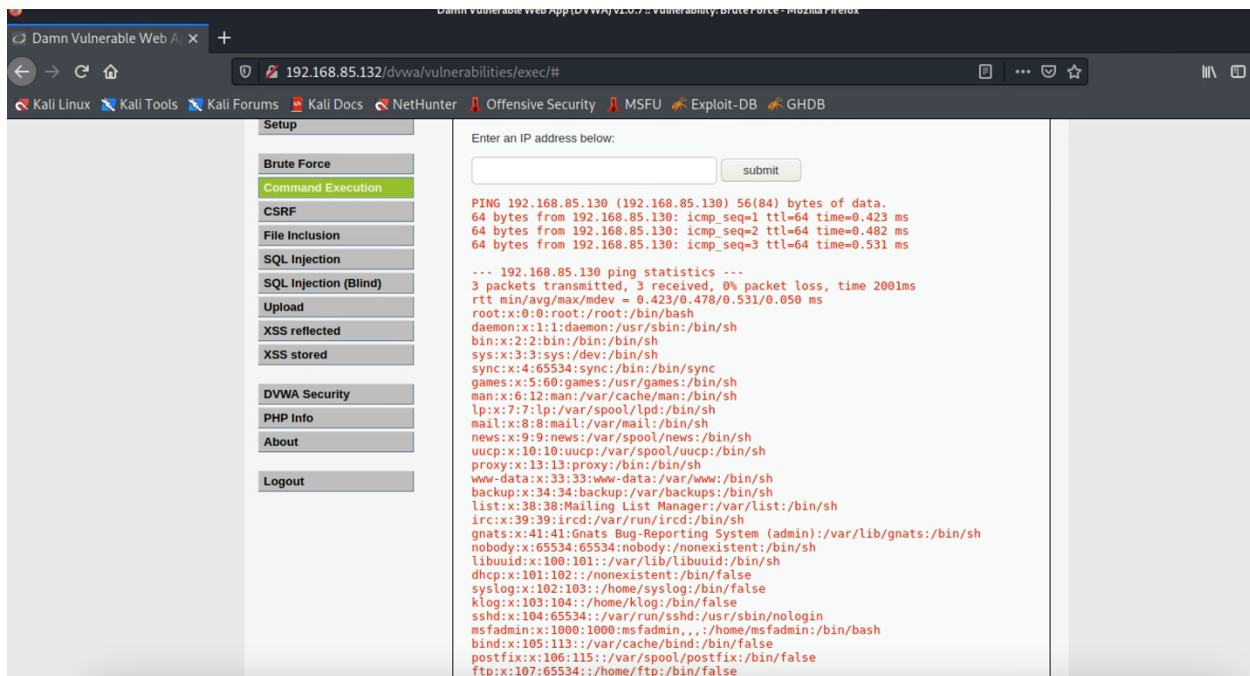 Damn Vulnerable Web App (DVWA) v1.0.7 :: Vulnerability: Brute Force - Mozilla Firefox
Damn Vulnerable Web A
192.168.85.132/dvwa/vulnerabilities/exec/#
Kali Linux Kali Tools Kali Forums Kali Docs NetHunter Offensive Security MSFU Exploit-DB GHDB
Setup
Brute Force
Command Execution
CSRF
File Inclusion
SQL Injection
SQL Injection (Blind)
Upload
XSS reflected
XSS stored
DVWA Security
PHP Info
About
Logout
Enter an IP address below:
submit
PING 192.168.85.130 (192.168.85.130) 56(84) bytes of data.
64 bytes from 192.168.85.130: icmp_seq=1 ttl=64 time=0.423 ms
64 bytes from 192.168.85.130: icmp_seq=2 ttl=64 time=0.482 ms
64 bytes from 192.168.85.130: icmp_seq=3 ttl=64 time=0.531 ms
--- 192.168.85.130 ping statistics ---
3 packets transmitted, 3 received, 0% packet loss, time 2001ms
rtt min/avg/max/mdev = 0.423/0.478/0.531/0.050 ms
root:x:0:0:root:/root:/bin/bash
daemon:x:1:1:daemon:/usr/sbin:/bin/sh
bin:x:2:2:bin:/bin:/bin/sh
sys:x:3:3:sys:/dev:/bin/sh
sync:x:4:65534:sync:/bin:/bin/sync
games:x:5:60:games:/usr/games:/bin/sh
man:x:6:12:man:/var/cache/man:/bin/sh
lp:x:7:7:lp:/var/spool/lpd:/bin/sh
mail:x:8:8:mail:/var/mail:/bin/sh
news:x:9:9:news:/var/spool/news:/bin/sh
uucp:x:10:10:uucp:/var/spool/uucp:/bin/sh
proxy:x:13:13:proxy:/bin:/bin/sh
www-data:x:33:33:www-data:/var/www:/bin/sh
backup:x:34:34:backup:/var/backups:/bin/sh
list:x:38:38:Mailing List Manager:/var/list:/bin/sh
irc:x:39:39:ircd:/var/run/ircd:/bin/sh
gnats:x:41:41:Gnats Bug-Reporting System (admin):/var/lib/gnats:/bin/sh
nobody:x:65534:65534:nobody:/nonexistent:/bin/sh
libuuid:x:100:101::/var/lib/libuuid:/bin/sh
dhcp:x:101:102::/nonexistent:/bin/false
syslog:x:102:103::/home/syslog:/bin/false
klog:x:103:104::/home/klog:/bin/false
sshd:x:104:65534::/var/run/sshd:/usr/sbin/nologin
msfadmin:x:1000:1000:msfadmin,,,:/home/msfadmin:/bin/bash
bind:x:105:113::/var/cache/bind:/bin/false
postfix:x:106:115::/var/spool/postfix:/bin/false
ftp:x:107:65534::/home/ftp:/bin/false